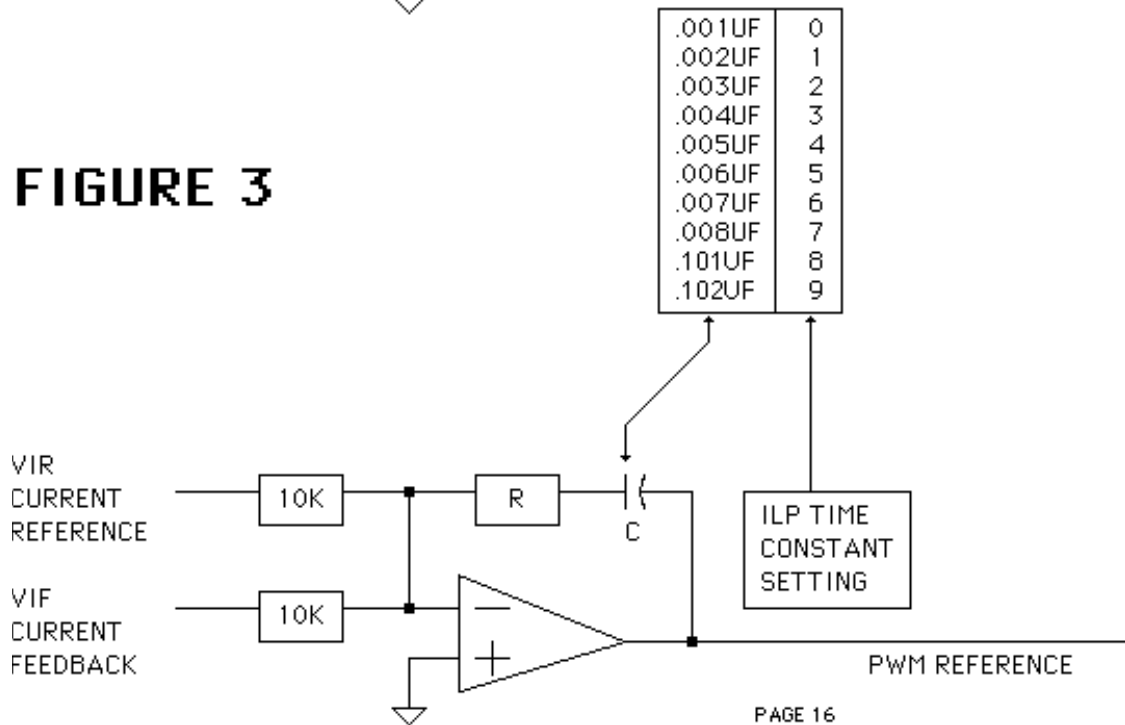 .001UF 0
.002UF 1
.003UF 2
.004UF 3
.005UF 4
.006UF 5
.007UF 6
.008UF 7
.101UF 8
.102UF 9
FIGURE 3
VIR
CURRENT
REFERENCE
10K
R
C
ILP TIME
CONSTANT
SETTING
VIF
CURRENT
FEEDBACK
10K
PWM REFERENCE
PAGE 16